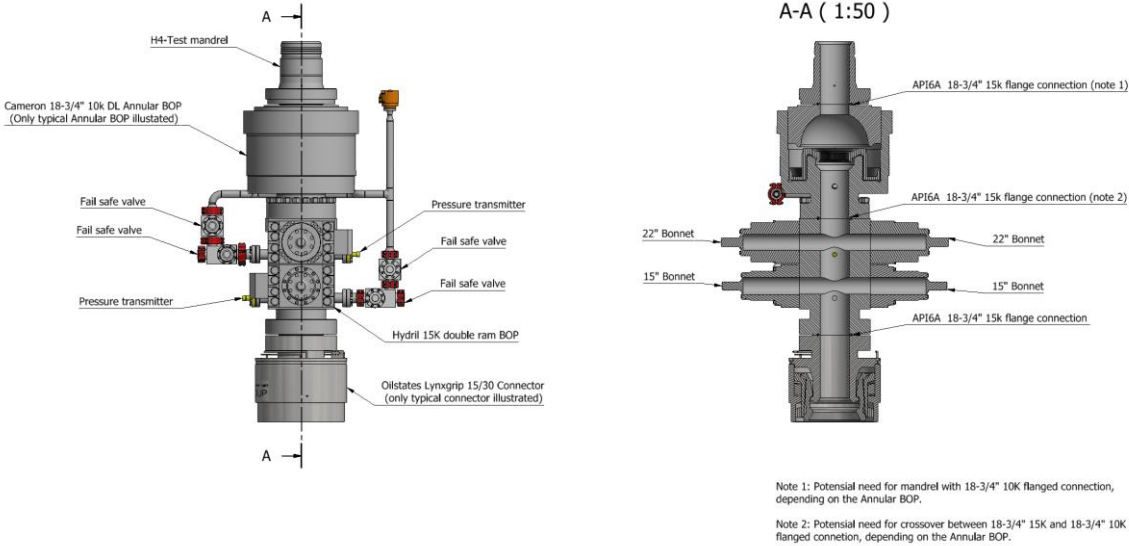 A
H4-Test mandrel
Cameron 18-3/4" 10k DL Annular BOP
(Only typical Annular BOP illustated)
Fail safe valve
Fail safe valve
Pressure transmitter
Pressure transmitter
Fail safe valve
Fail safe valve
Hydril 15K double ram BOP
Oilstates Lynxgrip 15/30 Connector
(only typical connector illustrated)
A
A-A ( 1:50 )
API6A 18-3/4" 15k flange connection (note 1)
API6A 18-3/4" 15k flange connection (note 2)
22" Bonnet
22" Bonnet
15" Bonnet
15" Bonnet
API6A 18-3/4" 15k flange connection
Note 1: Potensial need for mandrel with 18-3/4" 10K flanged connection,
depending on the Annular BOP.
Note 2: Potensial need for crossover between 18-3/4" 15K and 18-3/4" 10K
flanged connetion, depending on the Annular BOP.